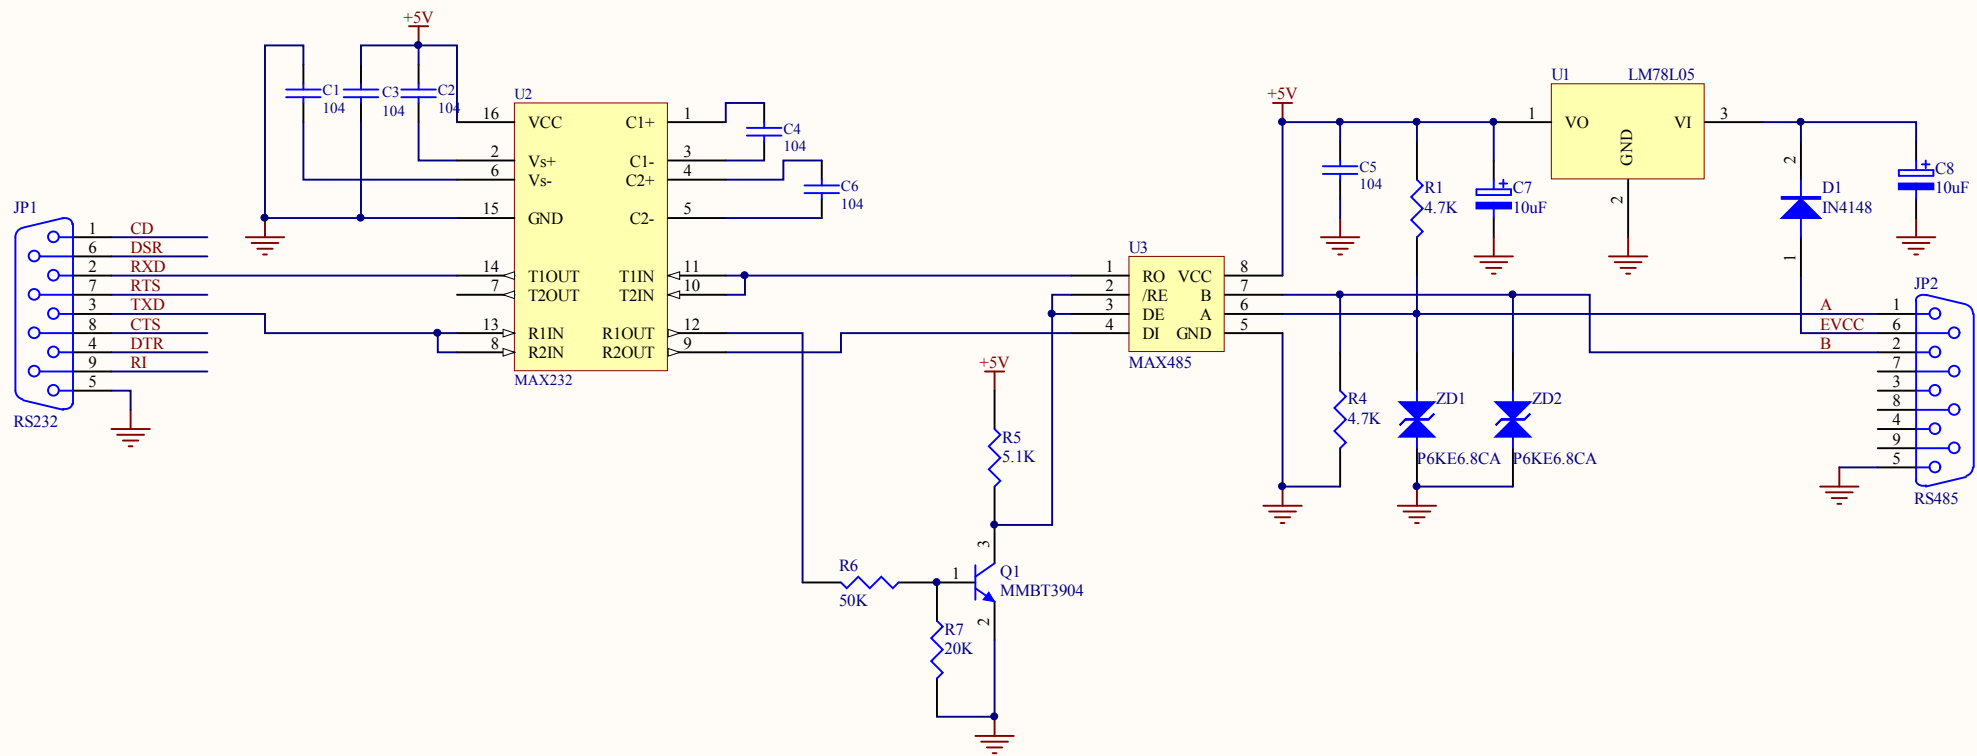 +5V
C1
104
C3
104
C2
104
U2
16 VCC C1+ 1
2 Vs+ C1- 3
6 Vs- C2+ 4
15 GND C2- 5
14 T1OUT T1IN 11
7 T2OUT T2IN 10
13 R1IN R1OUT 12
8 R2IN R2OUT 9
MAX232
C4
104
C6
104
JP1
1 CD
6 DSR
2 RXD
7 RTS
3 TXD
8 CTS
4 DTR
9 RI
5
RS232
+5V
R5
5.1K
R6
50K
R7
20K
1
3
2
Q1
MMBT3904
U3
1 RO VCC 8
2 /RE B 7
3 DE A 6
4 DI GND 5
MAX485
+5V
C5
104
R1
4.7K
C7
10uF
+
U1 LM78L05
1 VO VI 3
GND
2
2
D1
IN4148
1
+
C8
10uF
R4
4.7K
ZD1
P6KE6.8CA
ZD2
P6KE6.8CA
JP2
A 1
EVCC 6
B 2
7
3
8
4
9
5
RS485